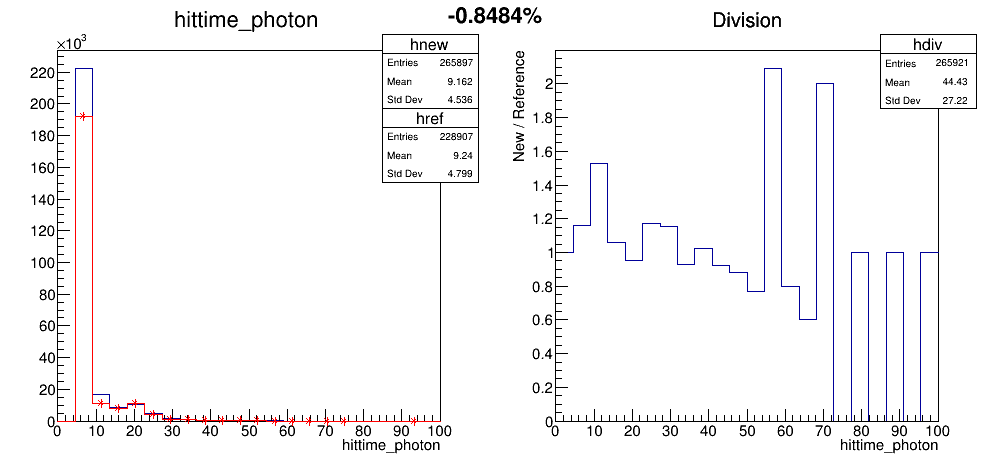 hittime_photon
-0.8484%
Division
×10³
hnew
Entries 265897
Mean 9.162
Std Dev 4.536
href
Entries 228907
Mean 9.24
Std Dev 4.799
220
200
180
160
140
120
100
80
60
40
20
0
0 10 20 30 40 50 60 70 80 90 100
hittime_photon
hdiv
Entries 265921
Mean 44.43
Std Dev 27.22
New / Reference
2
1.8
1.6
1.4
1.2
1
0.8
0.6
0.4
0.2
0
0 10 20 30 40 50 60 70 80 90 100
hittime_photon